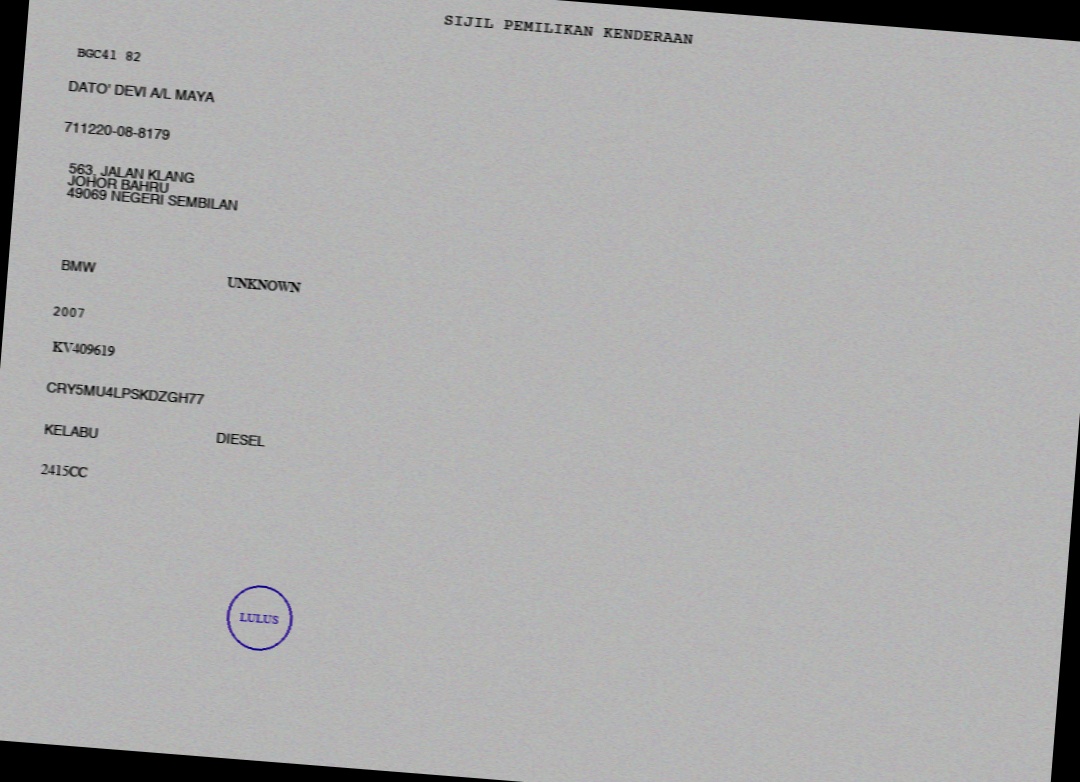 SIJIL PEMILIKAN KENDERAAN
BGC41 82
DATO' DEVI A/L MAYA
711220-08-8179
563, JALAN KLANG
JOHOR BAHRU
49069 NEGERI SEMBILAN
BMW UNKNOWN
2007
KV409619
CRY5MU4LPSKDZGH77
KELABU DIESEL
2415CC
LULUS